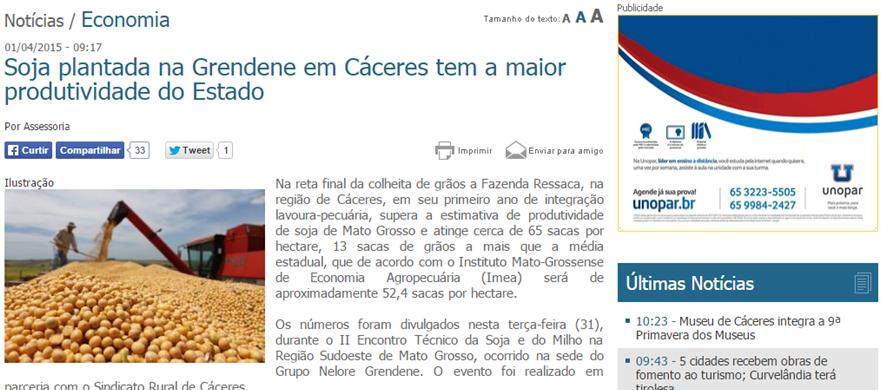 Notícias / Economia
Tamanho do texto: A A A
01/04/2015 - 09:17
Soja plantada na Grendene em Cáceres tem a maior
produtividade do Estado
Por Assessoria
Curtir Compartilhar 33 Tweet 1
Imprimir Enviar para amigo
Ilustração
Na reta final da colheita de grãos a Fazenda Ressaca, na
região de Cáceres, em seu primeiro ano de integração
lavoura-pecuária, supera a estimativa de produtividade
de soja de Mato Grosso e atinge cerca de 65 sacas por
hectare, 13 sacas de grãos a mais que a média
estadual, que de acordo com o Instituto Mato-Grossense
de Economia Agropecuária (Imea) será de
aproximadamente 52,4 sacas por hectare.
Os números foram divulgados nesta terça-feira (31),
durante o II Encontro Técnico da Soja e do Milho na
Região Sudoeste de Mato Grosso, ocorrido na sede do
Grupo Nelore Grendene. O evento foi realizado em
parceria com o Sindicato Rural de Cáceres.
Publicidade
Na Unopar, líder em ensino a distância, você estuda pela internet quando quiser e,
uma vez por semana, assiste à aula na unidade com a sua turma.
Agende já sua prova!
unopar.br
65 3223-5505
65 9984-2427
unopar
Últimas Notícias
10:23 - Museu de Cáceres integra a 9ª
Primavera dos Museus
09:43 - 5 cidades recebem obras de
fomento ao turismo; Curvelândia terá
tirolesa